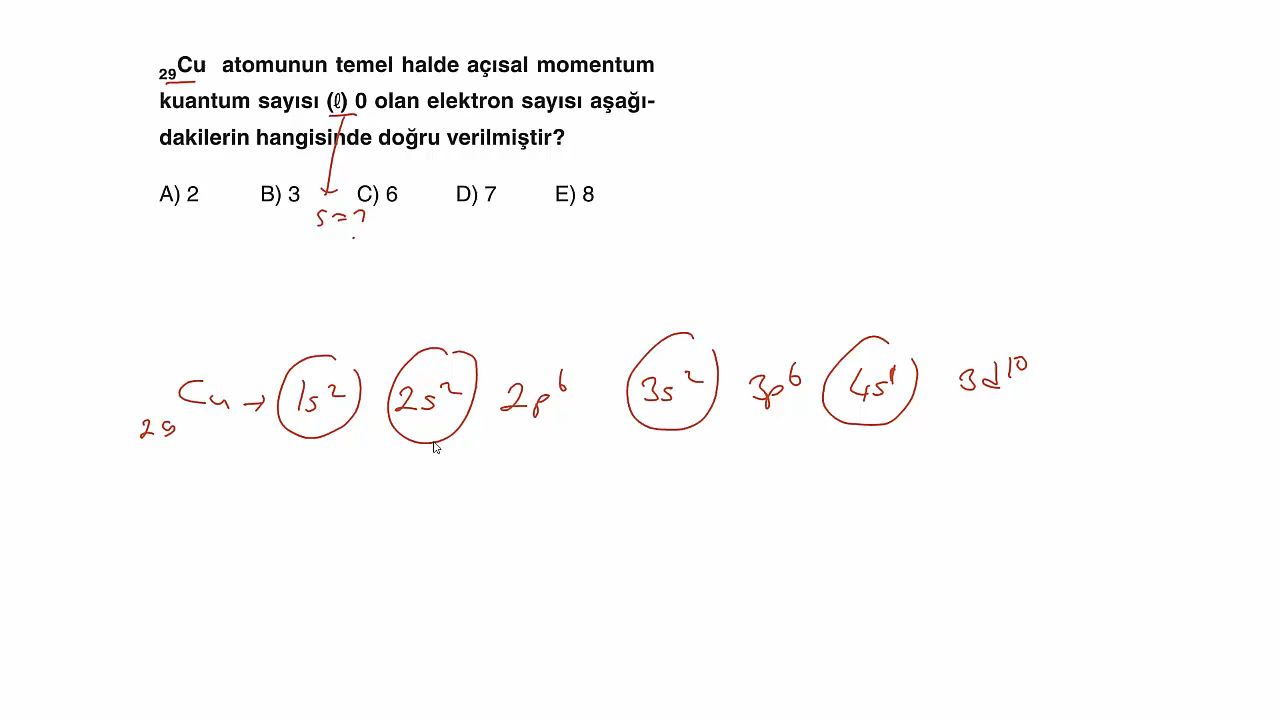 ₂₉Cu atomunun temel halde açısal momentum
kuantum sayısı (ℓ) 0 olan elektron sayısı aşağı-
dakilerin hangisinde doğru verilmiştir?
A) 2 B) 3 C) 6 D) 7 E) 8
s = ?
₂₉Cu → 1s² 2s² 2p⁶ 3s² 3p⁶ 4s¹ 3d¹⁰